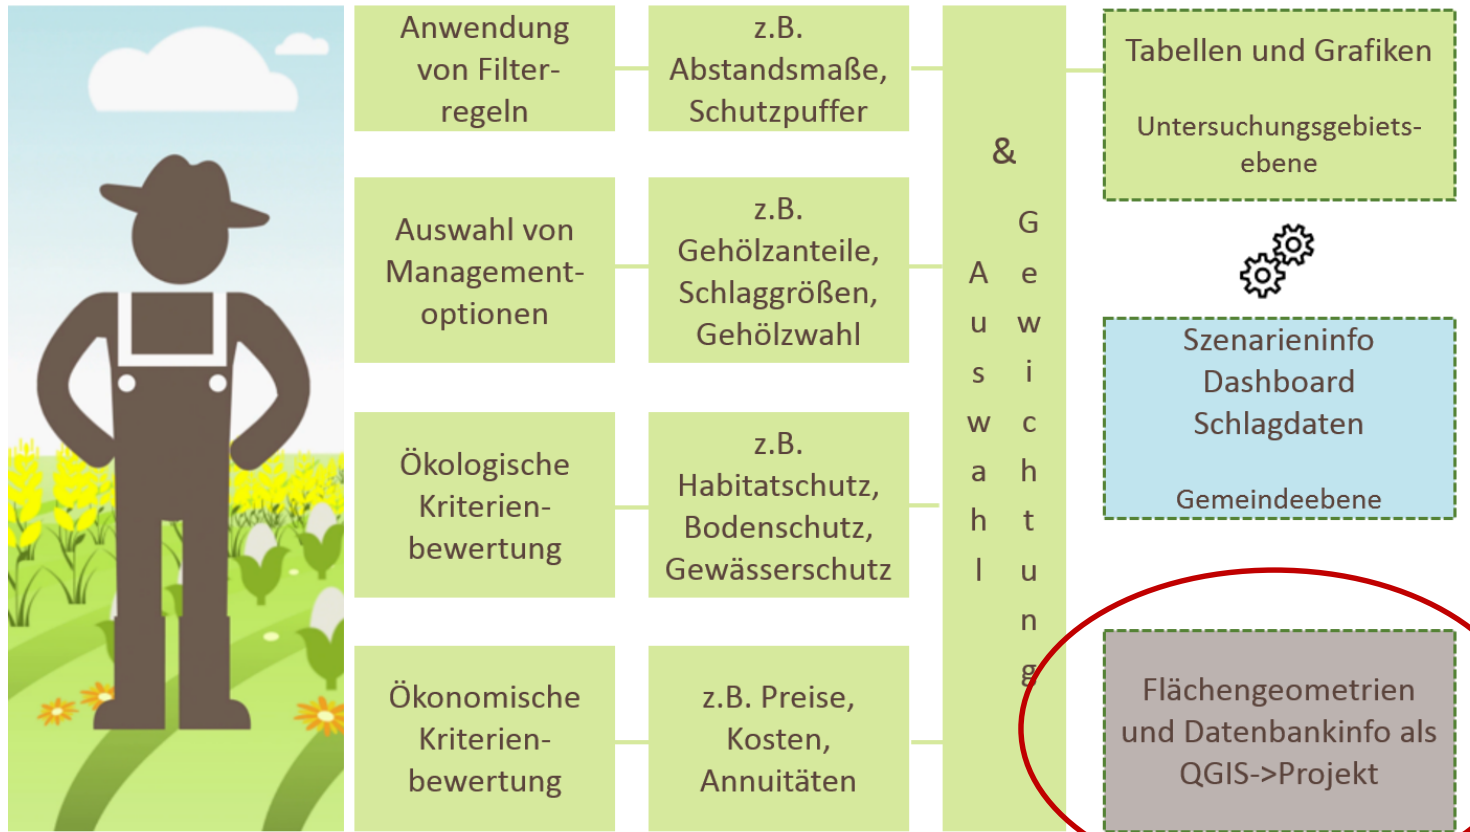 Anwendung
von Filter-
regeln
z.B.
Abstandsmaße,
Schutzpuffer
Auswahl von
Management-
optionen
z.B.
Gehölzanteile,
Schlaggrößen,
Gehölzwahl
Ökologische
Kriterien-
bewertung
z.B.
Habitatschutz,
Bodenschutz,
Gewässerschutz
Ökonomische
Kriterien-
bewertung
z.B. Preise,
Kosten,
Annuitäten
Auswahl
&
Gewichtung
Tabellen und Grafiken
Untersuchungsgebiets-
ebene
Szenarieninfo
Dashboard
Schlagdaten
Gemeindeebene
Flächengeometrien
und Datenbankinfo als
QGIS->Projekt